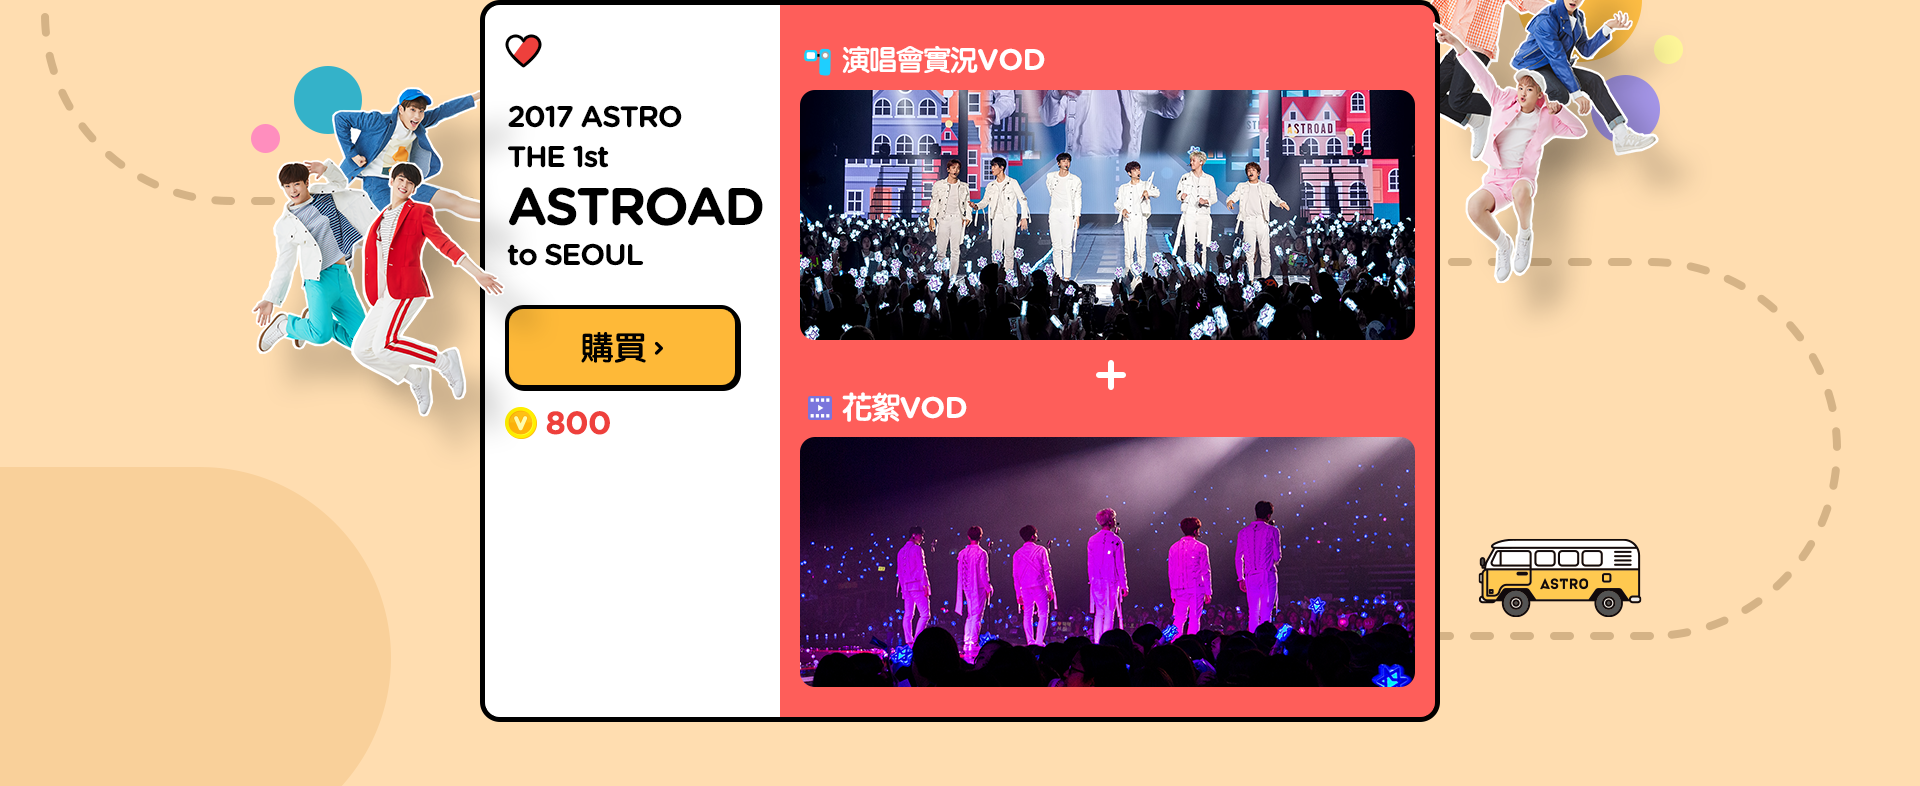 2017 ASTRO
THE 1st
ASTROAD
to SEOUL
購買 ›
V 800
演唱會實況VOD
ASTROAD
+
花絮VOD
ASTRO